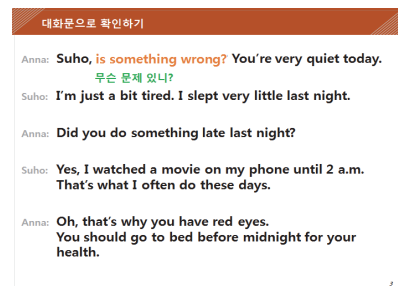 대화문으로 확인하기
Anna: Suho, is something wrong? You're very quiet today.
무슨 문제 있니?
Suho: I'm just a bit tired. I slept very little last night.
Anna: Did you do something late last night?
Suho: Yes, I watched a movie on my phone until 2 a.m.
That's what I often do these days.
Anna: Oh, that's why you have red eyes.
You should go to bed before midnight for your
health.
3